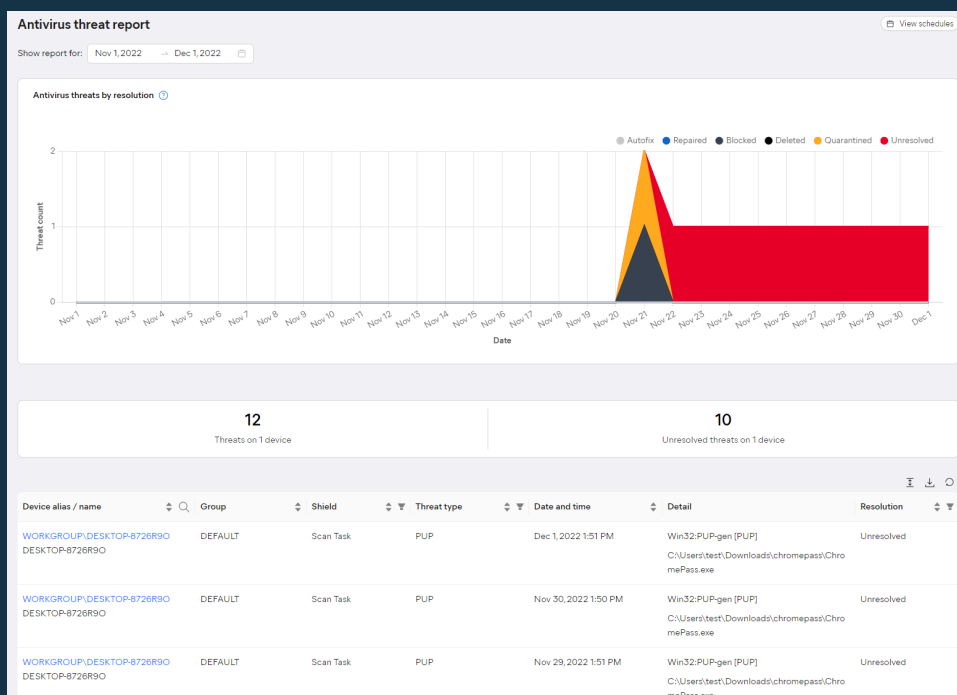 Antivirus threat report
View schedules
Show report for: Nov 1, 2022 → Dec 1, 2022
Antivirus threats by resolution ?
Autofix Repaired Blocked Deleted Quarantined Unresolved
Threat count
2
1
0
Nov 1 Nov 2 Nov 3 Nov 4 Nov 5 Nov 6 Nov 7 Nov 8 Nov 9 Nov 10 Nov 11 Nov 12 Nov 13 Nov 14 Nov 15 Nov 16 Nov 17 Nov 18 Nov 19 Nov 20 Nov 21 Nov 22 Nov 23 Nov 24 Nov 25 Nov 26 Nov 27 Nov 28 Nov 29 Nov 30 Dec 1
Date
12 10
Threats on 1 device Unresolved threats on 1 device
Device alias / name Group Shield Threat type Date and time Detail Resolution
WORKGROUP\DESKTOP-8726R9O DEFAULT Scan Task PUP Dec 1, 2022 1:51 PM Win32:PUP-gen [PUP] Unresolved
DESKTOP-8726R9O C:\Users\test\Downloads\chromepass\Chro
mePass.exe
WORKGROUP\DESKTOP-8726R9O DEFAULT Scan Task PUP Nov 30, 2022 1:50 PM Win32:PUP-gen [PUP] Unresolved
DESKTOP-8726R9O C:\Users\test\Downloads\chromepass\Chro
mePass.exe
WORKGROUP\DESKTOP-8726R9O DEFAULT Scan Task PUP Nov 29, 2022 1:51 PM Win32:PUP-gen [PUP] Unresolved
DESKTOP-8726R9O C:\Users\test\Downloads\chromepass\Chro
mePass.exe